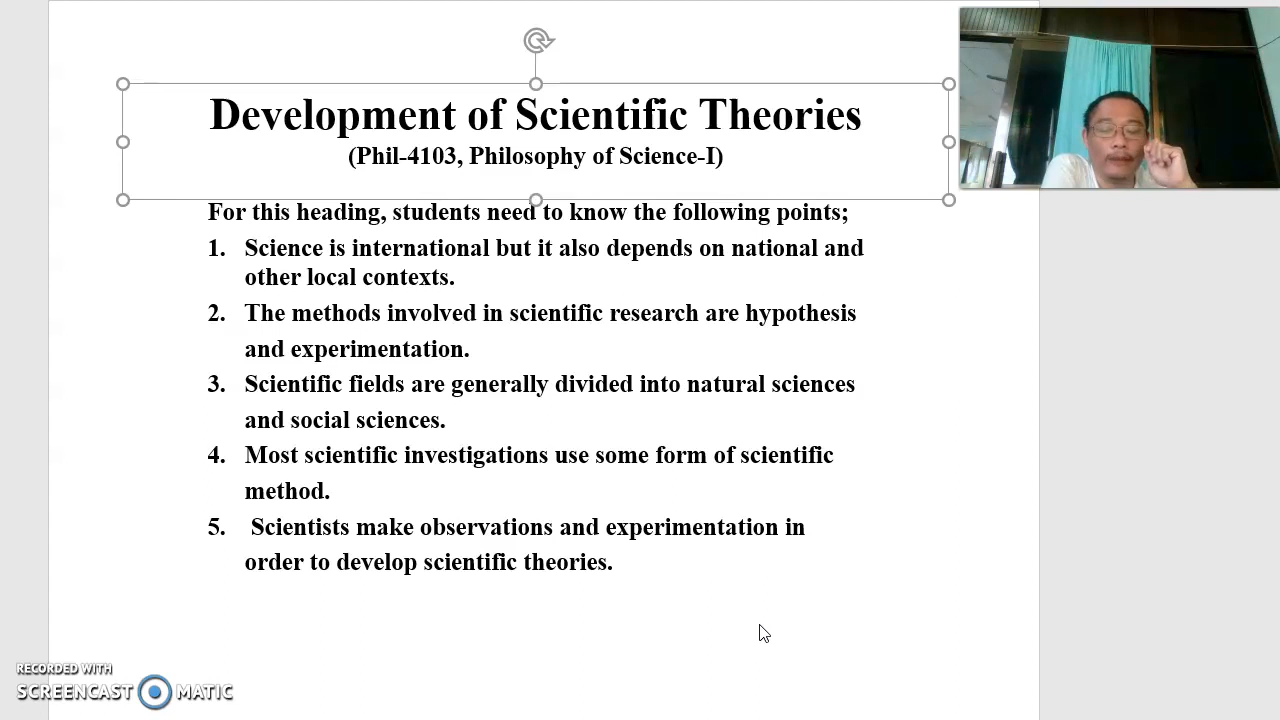 Development of Scientific Theories
(Phil-4103, Philosophy of Science-I)
For this heading, students need to know the following points;
1. Science is international but it also depends on national and
other local contexts.
2. The methods involved in scientific research are hypothesis
and experimentation.
3. Scientific fields are generally divided into natural sciences
and social sciences.
4. Most scientific investigations use some form of scientific
method.
5. Scientists make observations and experimentation in
order to develop scientific theories.
RECORDED WITH
SCREENCAST MATIC